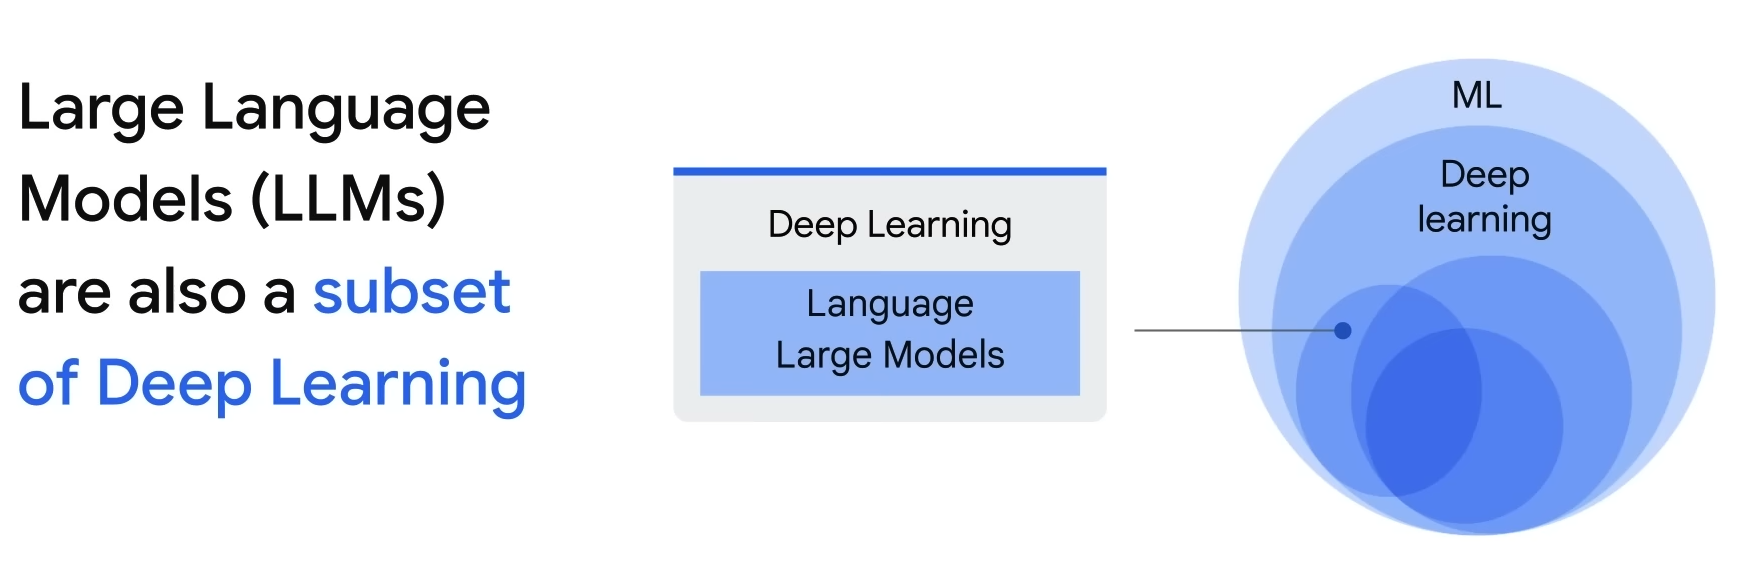 Large Language
Models (LLMs)
are also a subset
of Deep Learning
Deep Learning
Language
Large Models
ML
Deep
learning